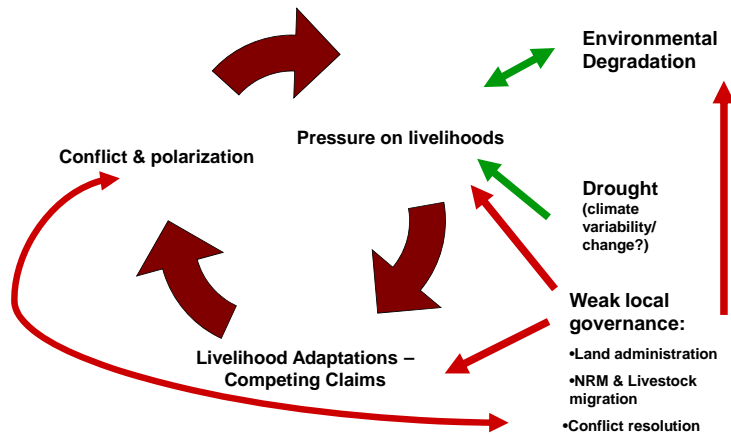 Environmental
Degradation
Pressure on livelihoods
Conflict & polarization
Drought
(climate
variability/
change?)
Weak local
governance:
•Land administration
•NRM & Livestock
migration
•Conflict resolution
Livelihood Adaptations –
Competing Claims